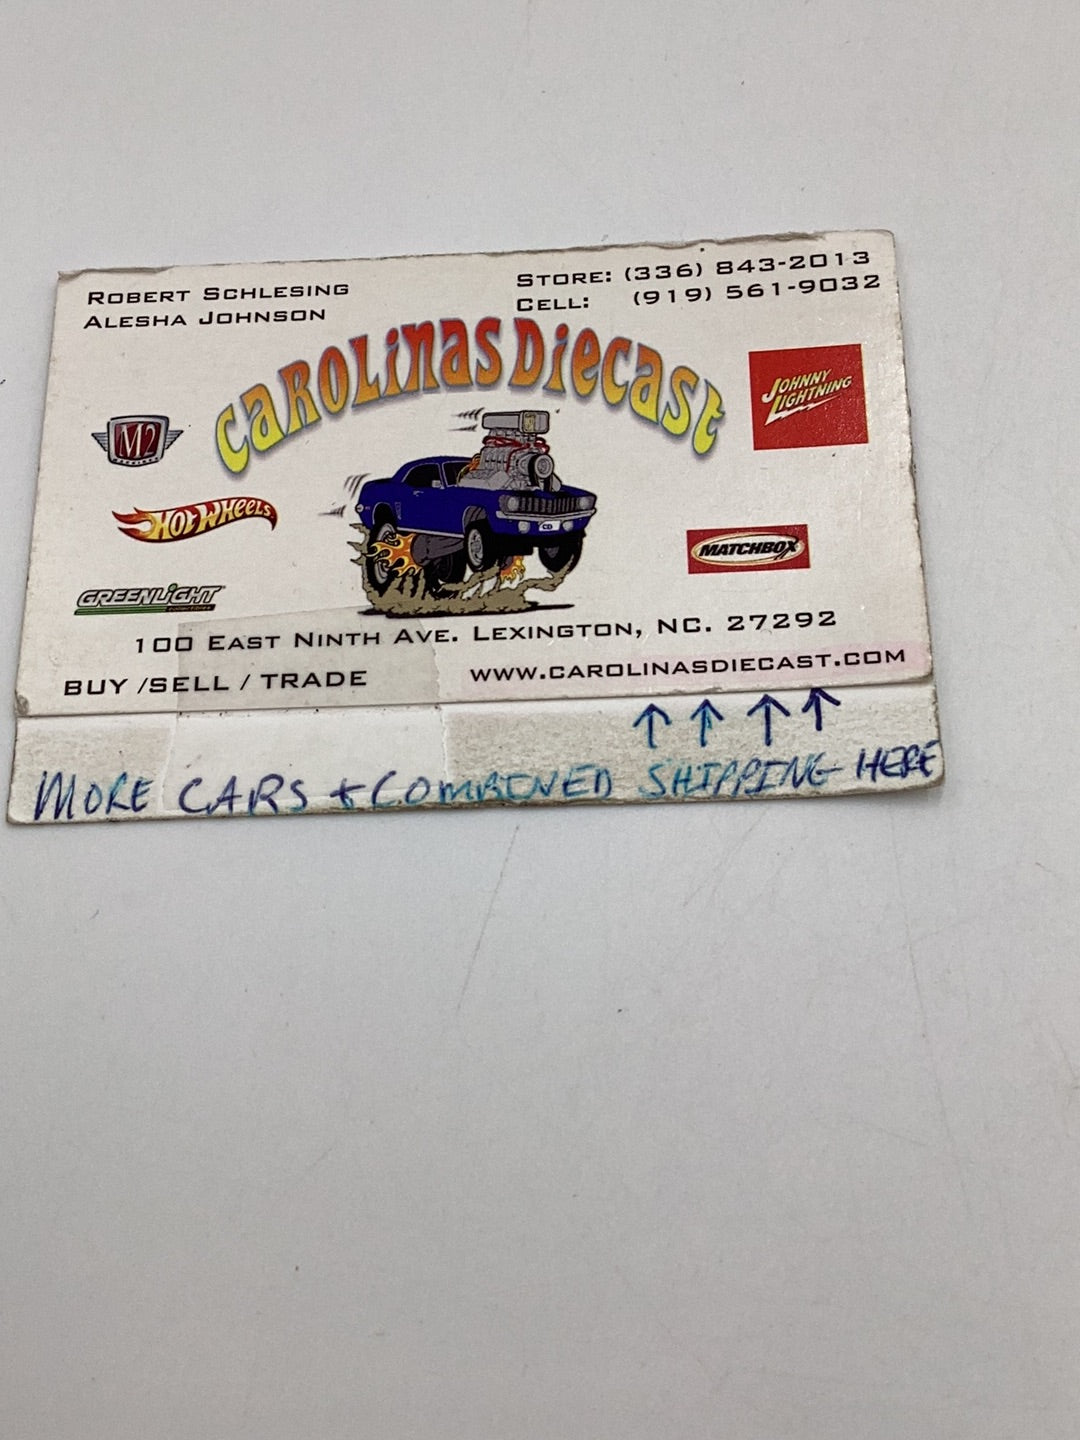 ROBERT SCHLESING
ALESHA JOHNSON
STORE: (336) 843-2013
CELL: (919) 561-9032
CAROLINAS DIECAST
JOHNNY
LIGHTNING
M2
MACHINES
HOT WHEELS
CD
MATCHBOX
GREENLIGHT
100 EAST NINTH AVE. LEXINGTON, NC. 27292
BUY /SELL / TRADE
WWW.CAROLINASDIECAST.COM
MORE CARS + COMBINED SHIPPING HERE